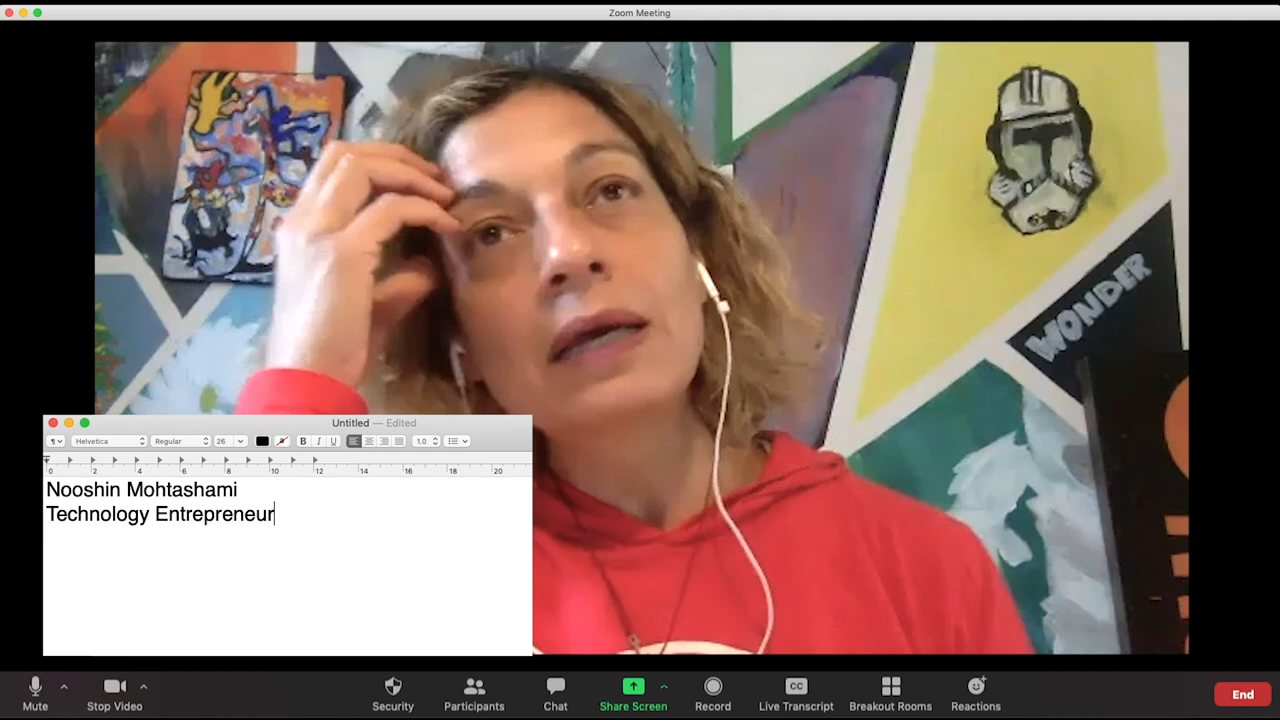 Zoom Meeting
WONDER
Untitled — Edited
Helvetica
Regular
26
B I U
1.0
0 2 4 6 8 10 12 14 16 18 20
Nooshin Mohtashami
Technology Entrepreneur
Mute
Stop Video
Security
Participants
Chat
Share Screen
Record
CC
Live Transcript
Breakout Rooms
Reactions
End